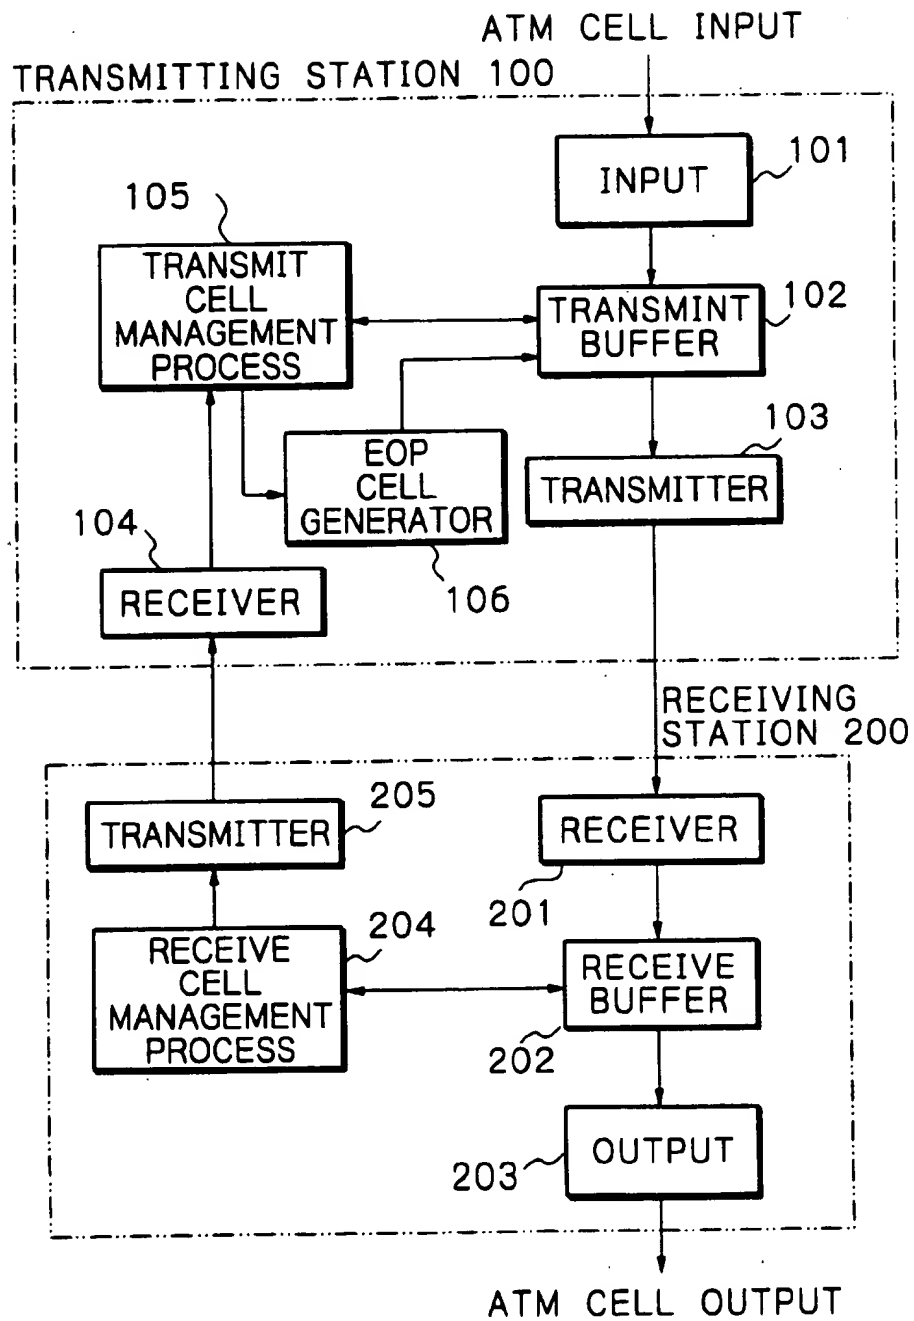 ATM CELL INPUT
TRANSMITTING STATION 100
101
INPUT
105
TRANSMIT
CELL
MANAGEMENT
PROCESS
TRANSMINT
BUFFER
102
103
EOP
CELL
GENERATOR
TRANSMITTER
104
106
RECEIVER
RECEIVING
STATION 200
205
TRANSMITTER
RECEIVER
201
204
RECEIVE
CELL
MANAGEMENT
PROCESS
RECEIVE
BUFFER
202
OUTPUT
203
ATM CELL OUTPUT